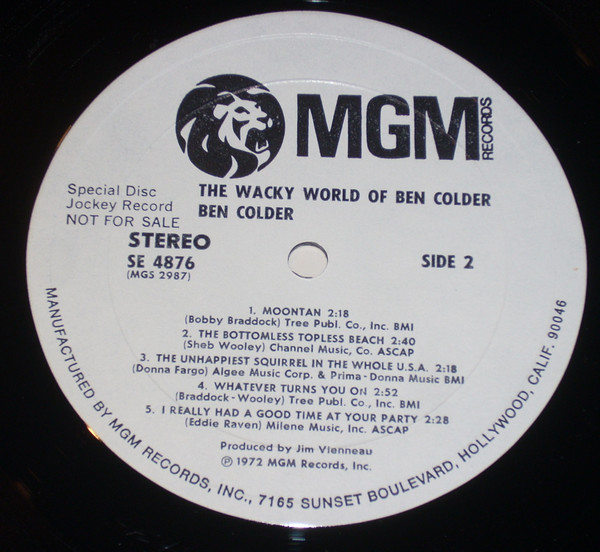 MGM
RECORDS
Special Disc
Jockey Record
NOT FOR SALE
THE WACKY WORLD OF BEN COLDER
BEN COLDER
STEREO
SE 4876
(MGS 2987)
SIDE 2
1. MOONTAN 2:18
(Bobby Braddock) Tree Publ. Co., Inc. BMI
2. THE BOTTOMLESS TOPLESS BEACH 2:40
(Sheb Wooley) Channel Music, Co. ASCAP
3. THE UNHAPPIEST SQUIRREL IN THE WHOLE U.S.A. 2:18
(Donna Fargo) Algee Music Corp. & Prima-Donna Music BMI
4. WHATEVER TURNS YOU ON 2:52
(Braddock-Wooley) Tree Publ. Co., Inc. BMI
5. I REALLY HAD A GOOD TIME AT YOUR PARTY 2:28
(Eddie Raven) Milene Music, Inc. ASCAP
Produced by Jim Vienneau
℗ 1972 MGM Records, Inc.
MANUFACTURED BY MGM RECORDS, INC., 7165 SUNSET BOULEVARD, HOLLYWOOD, CALIF. 90046